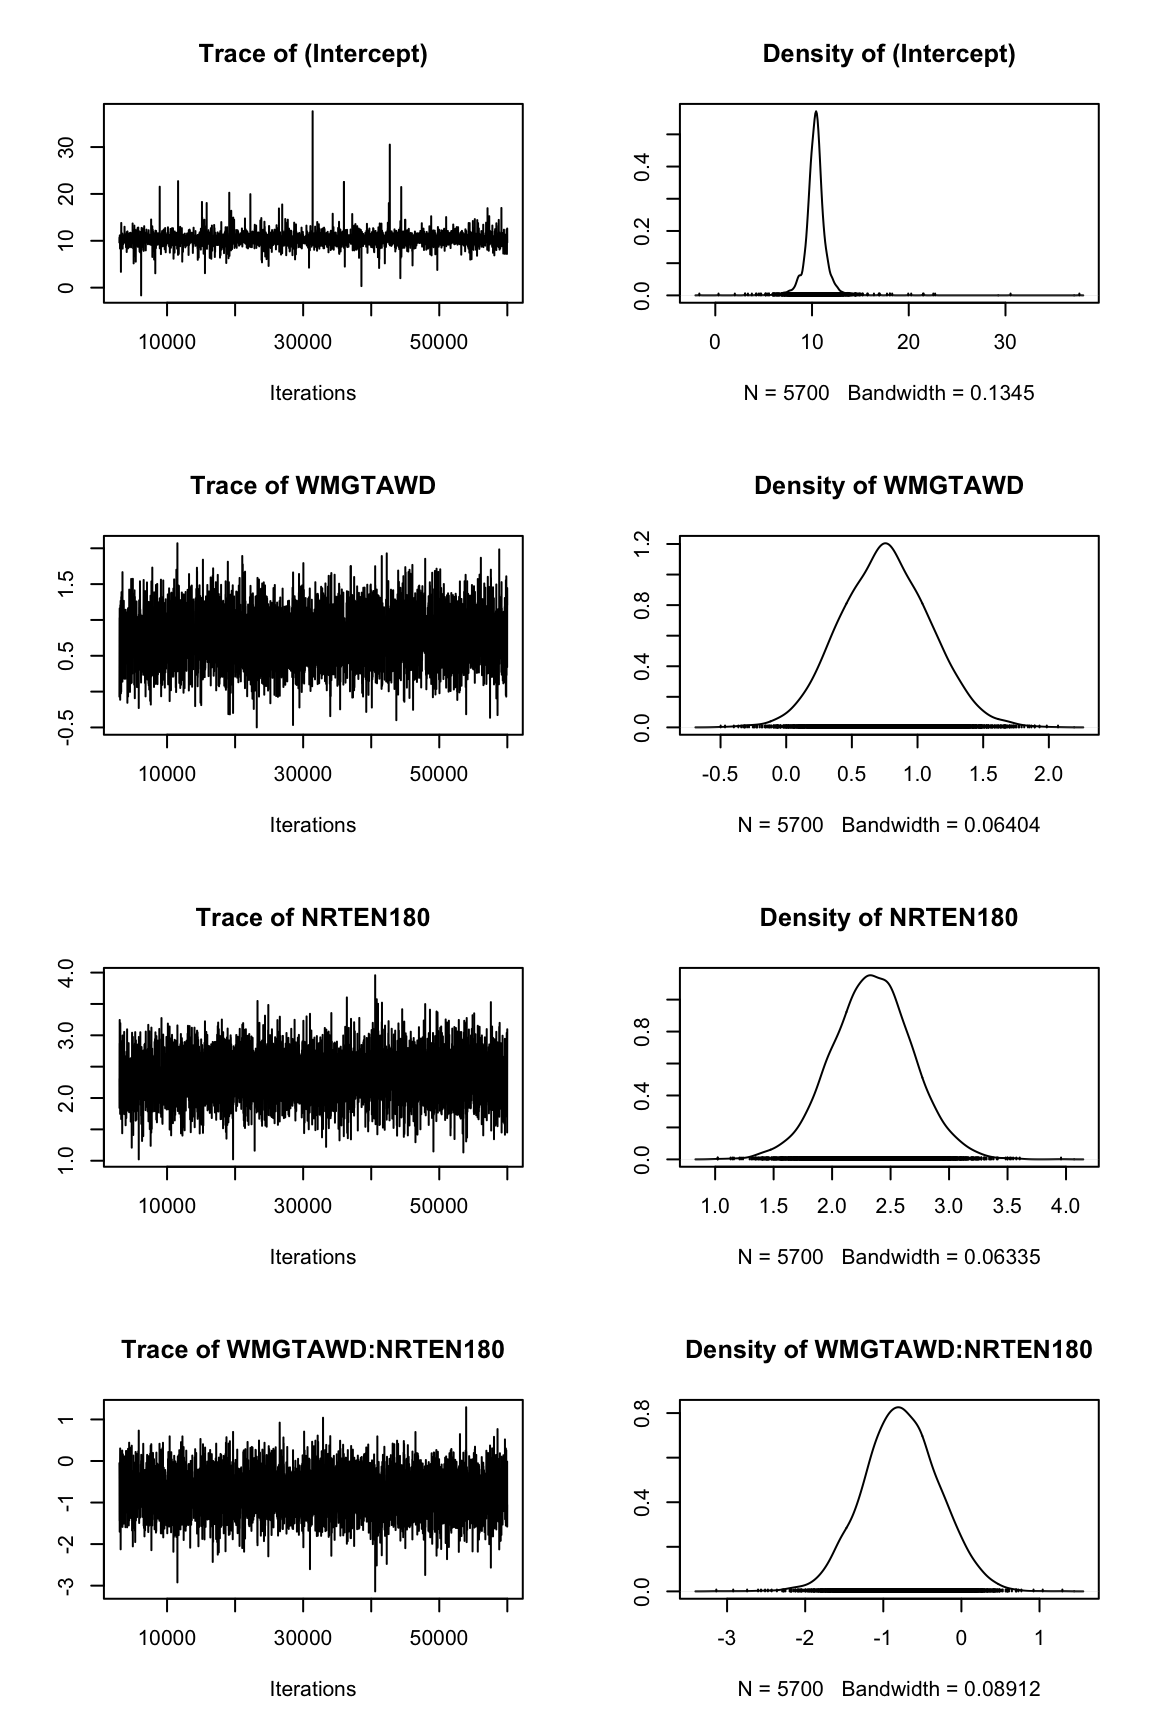 Trace of (Intercept)
0 10 20 30
10000 30000 50000
Iterations
Density of (Intercept)
0.0 0.2 0.4
0 10 20 30
N = 5700 Bandwidth = 0.1345
Trace of WMGTAWD
-0.5 0.5 1.5
10000 30000 50000
Iterations
Density of WMGTAWD
0.0 0.4 0.8 1.2
-0.5 0.0 0.5 1.0 1.5 2.0
N = 5700 Bandwidth = 0.06404
Trace of NRTEN180
1.0 2.0 3.0 4.0
10000 30000 50000
Iterations
Density of NRTEN180
0.0 0.4 0.8
1.0 1.5 2.0 2.5 3.0 3.5 4.0
N = 5700 Bandwidth = 0.06335
Trace of WMGTAWD:NRTEN180
-3 -2 -1 0 1
10000 30000 50000
Iterations
Density of WMGTAWD:NRTEN180
0.0 0.4 0.8
-3 -2 -1 0 1
N = 5700 Bandwidth = 0.08912